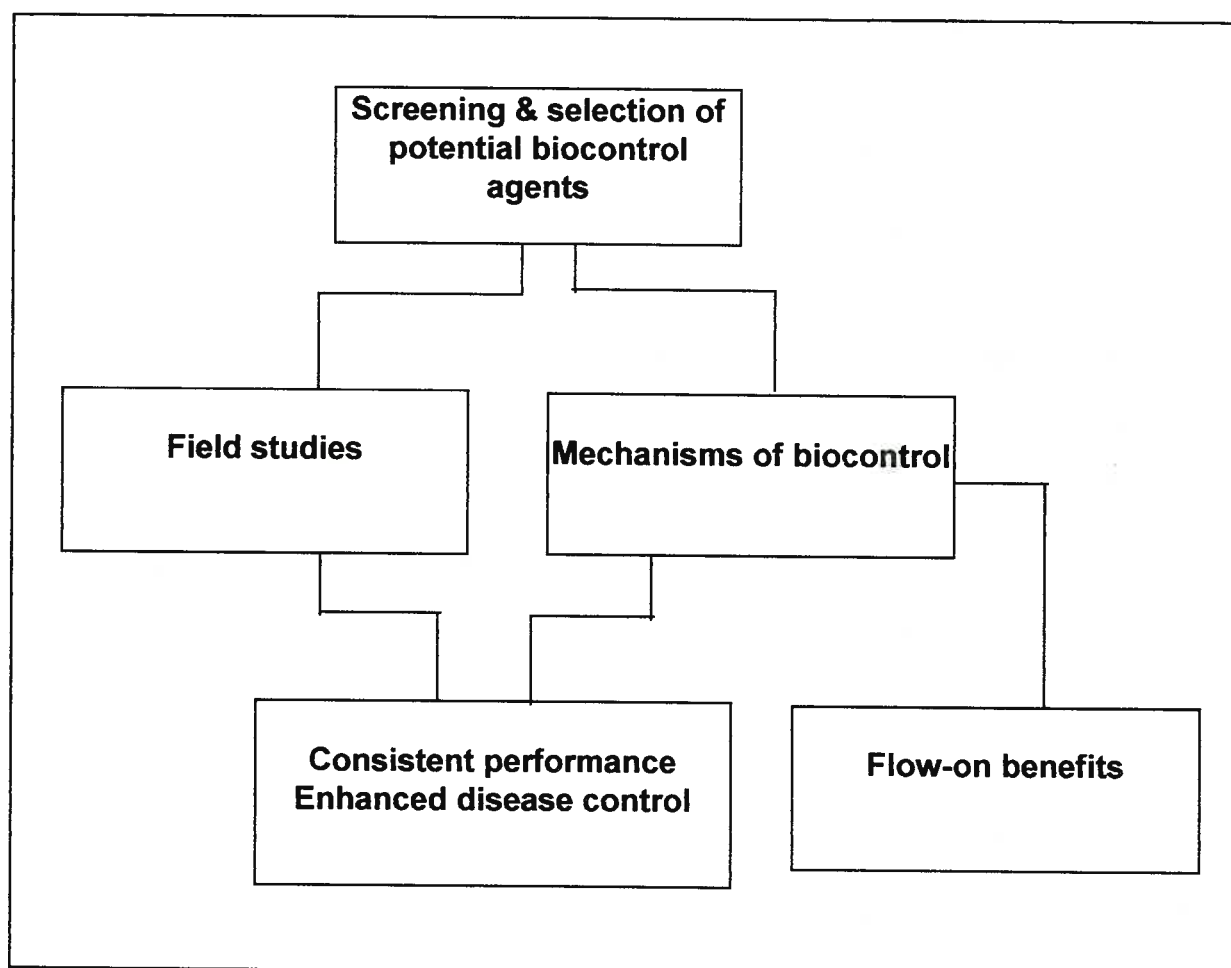 Screening & selection of
potential biocontrol
agents
Field studies
Mechanisms of biocontrol
Consistent performance
Enhanced disease control
Flow-on benefits